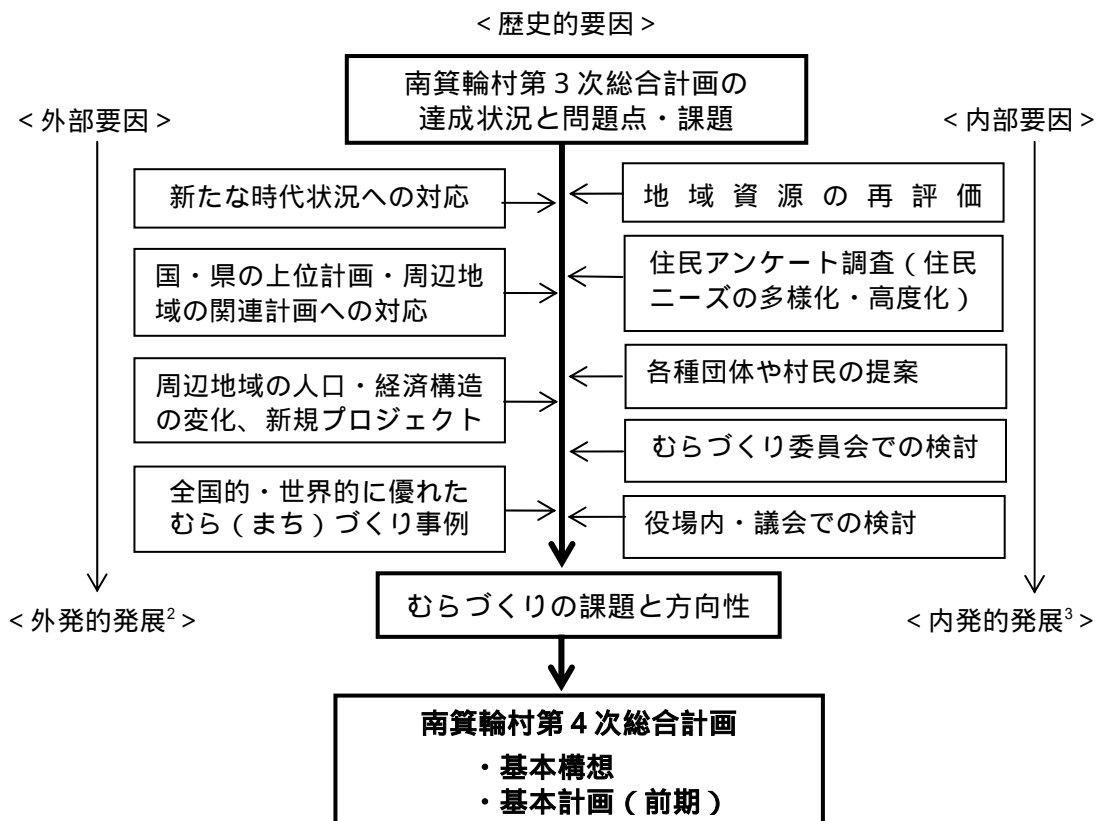 <歴史的要因>
南箕輪村第３次総合計画の
達成状況と問題点・課題
<外部要因>
<内部要因>
新たな時代状況への対応
国・県の上位計画・周辺地
域の関連計画への対応
周辺地域の人口・経済構造
の変化、新規プロジェクト
全国的・世界的に優れた
むら（まち）づくり事例
地域資源の再評価
住民アンケート調査（住民
ニーズの多様化・高度化）
各種団体や村民の提案
むらづくり委員会での検討
役場内・議会での検討
<外発的発展2>
むらづくりの課題と方向性
<内発的発展3>
南箕輪村第４次総合計画
・基本構想
・基本計画（前期）